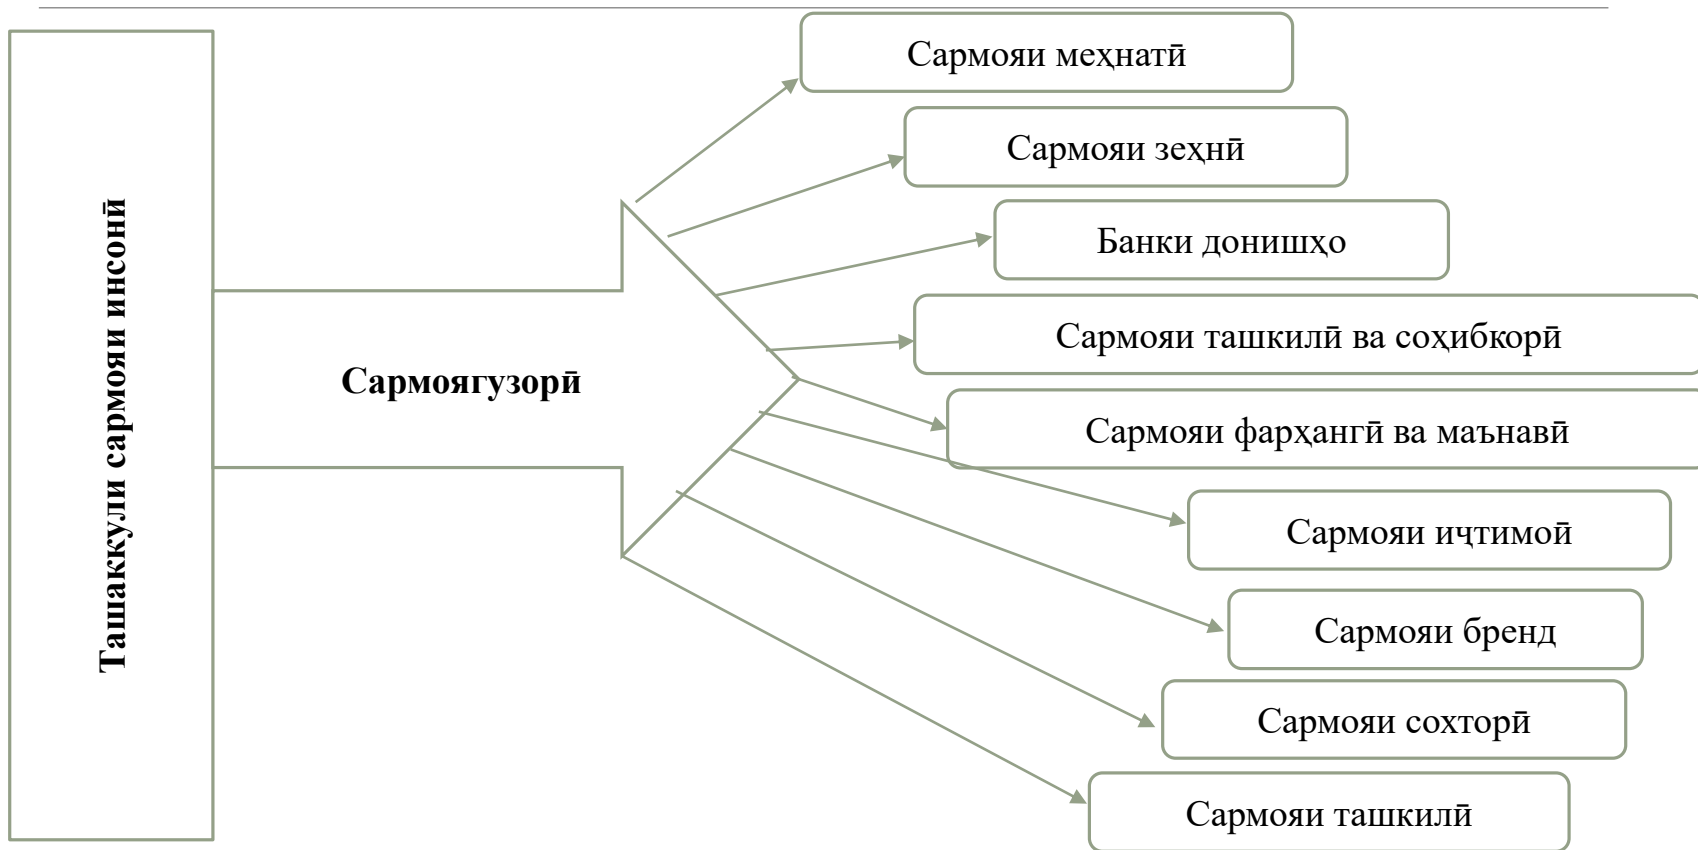 Ташаккули сармояи инсонӣ
Сармоягузорӣ
Сармояи меҳнатӣ
Сармояи зеҳнӣ
Банки донишҳо
Сармояи ташкилӣ ва соҳибкорӣ
Сармояи фарҳангӣ ва маънавӣ
Сармояи иҷтимоӣ
Сармояи бренд
Сармояи сохторӣ
Сармояи ташкилӣ